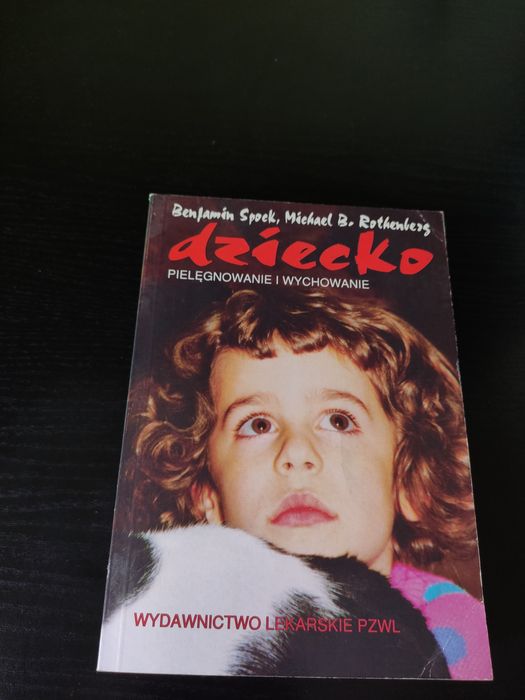 Benjamin Spock, Michael B. Rothenberg
dziecko
PIELĘGNOWANIE I WYCHOWANIE
WYDAWNICTWO LEKARSKIE PZWL